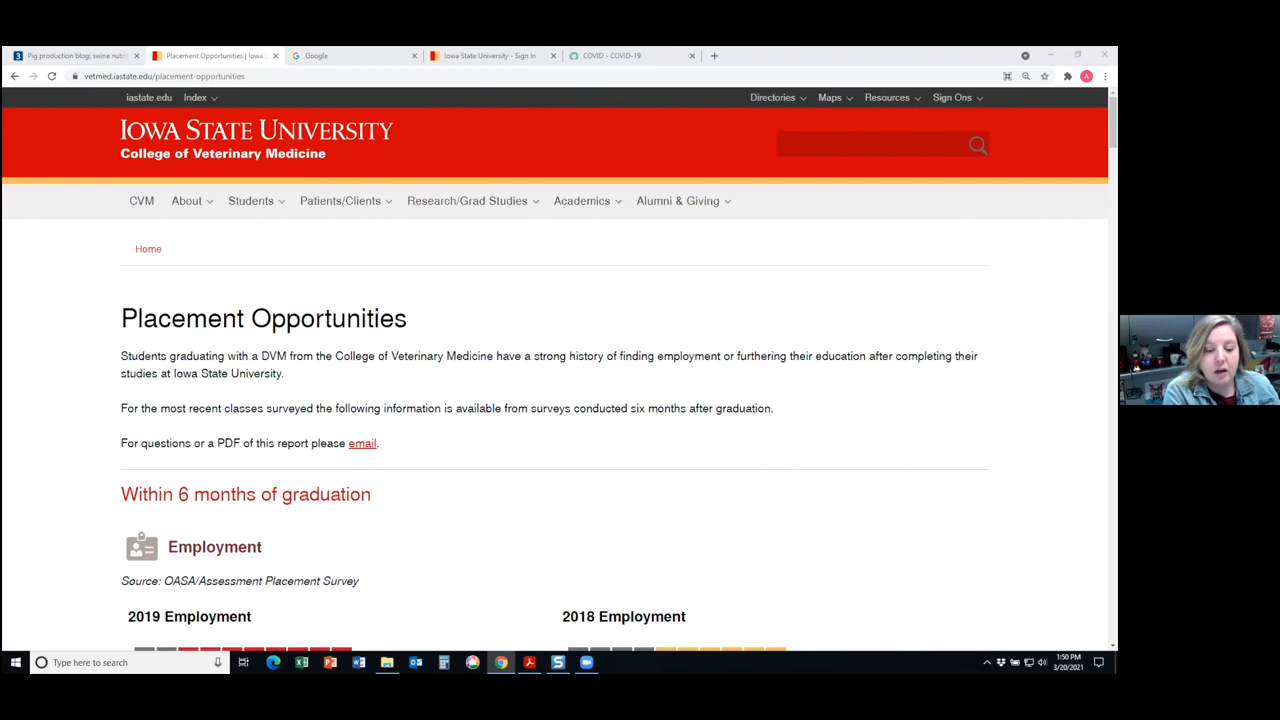 Pig production blog: swine nutri
Placement Opportunities | Iowa S
Google
Iowa State University - Sign In
COVID - COVID-19
vetmed.iastate.edu/placement-opportunities
iastate.edu Index
Directories Maps Resources Sign Ons
IOWA STATE UNIVERSITY
College of Veterinary Medicine
CVM About Students Patients/Clients Research/Grad Studies Academics Alumni & Giving
Home
Placement Opportunities
Students graduating with a DVM from the College of Veterinary Medicine have a strong history of finding employment or furthering their education after completing their
studies at Iowa State University.
For the most recent classes surveyed the following information is available from surveys conducted six months after graduation.
For questions or a PDF of this report please email.
Within 6 months of graduation
Employment
Source: OASA/Assessment Placement Survey
2019 Employment
2018 Employment
Type here to search
1:50 PM
3/20/2021